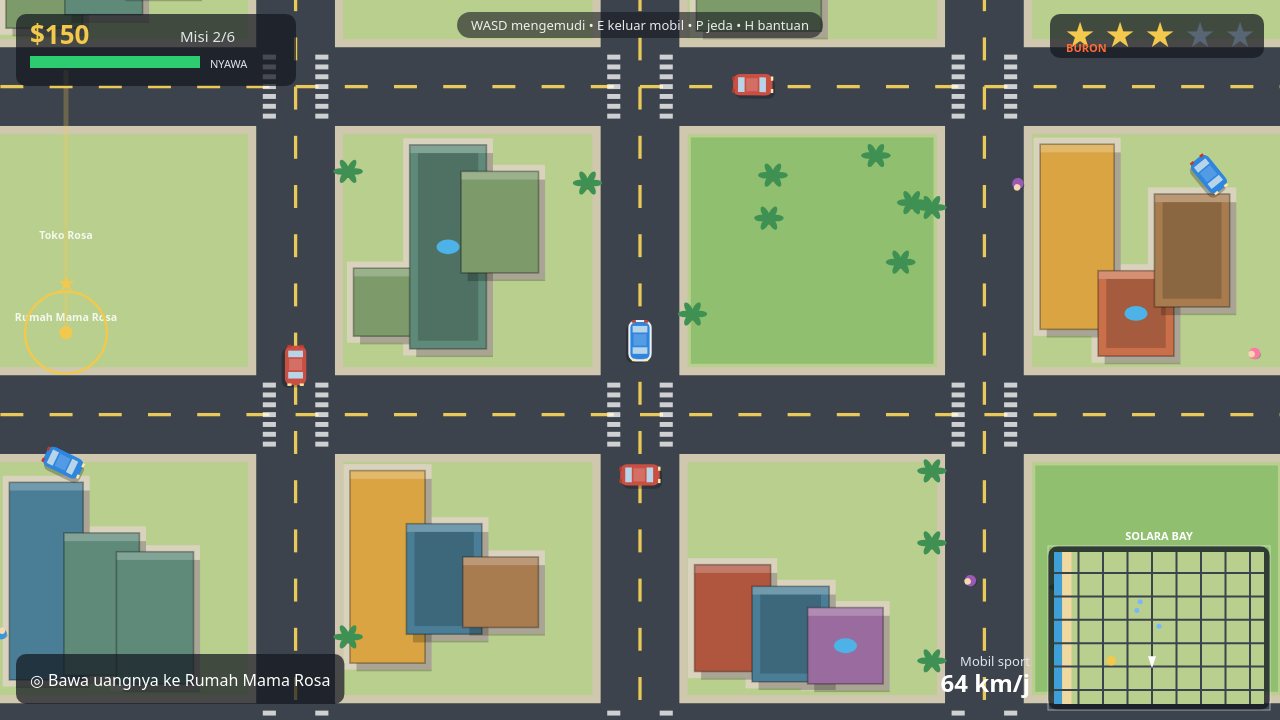 $150
Misi 2/6
NYAWA
WASD mengemudi • E keluar mobil • P jeda • H bantuan
BURON
Toko Rosa
Rumah Mama Rosa
SOLARA BAY
Mobil sport
64 km/j
◎ Bawa uangnya ke Rumah Mama Rosa